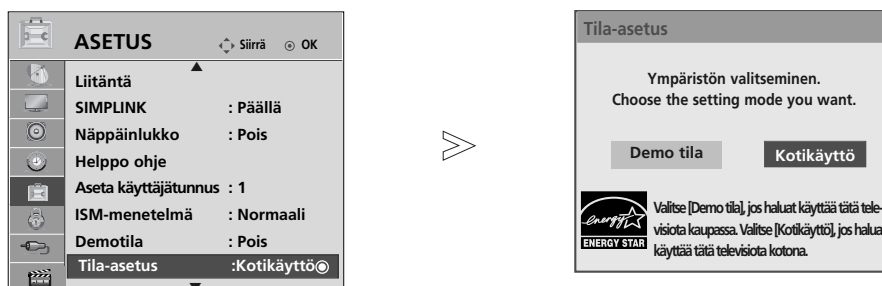 ASETUS
Siirrä
OK
Liitäntä
SIMPLINK : Päällä
Näppäinlukko : Pois
Helppo ohje
Aseta käyttäjätunnus : 1
ISM-menetelmä : Normaali
Demotila : Pois
Tila-asetus :Kotikäyttö
Tila-asetus
Ympäristön valitseminen.
Choose the setting mode you want.
Demo tila
Kotikäyttö
energy
ENERGY STAR
Valitse [Demo tila], jos haluat käyttää tätä tele-
visiota kaupassa. Valitse [Kotikäyttö], jos halua
käyttää tätä televisiota kotona.